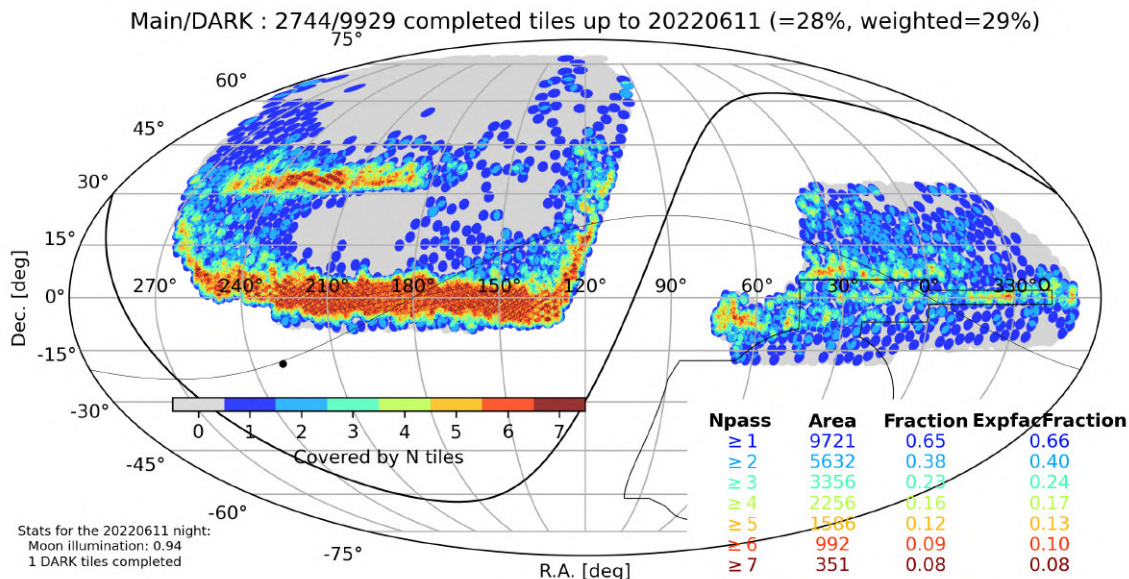 Main/DARK : 2744/9929 completed tiles up to 20220611 (=28%, weighted=29%)
75°
60°
45°
30°
15°
0°
-15°
-30°
-45°
-60°
-75°
Dec. [deg]
270° 240° 210° 180° 150° 120° 90° 60° 30° 0° 330°
R.A. [deg]
0 1 2 3 4 5 6 7
Covered by N tiles
Npass Area Fraction ExpfacFraction
≥ 1 9721 0.65 0.66
≥ 2 5632 0.38 0.40
≥ 3 3356 0.23 0.24
≥ 4 2256 0.16 0.17
≥ 5 1586 0.12 0.13
≥ 6 992 0.09 0.10
≥ 7 351 0.08 0.08
Stats for the 20220611 night:
Moon illumination: 0.94
1 DARK tiles completed